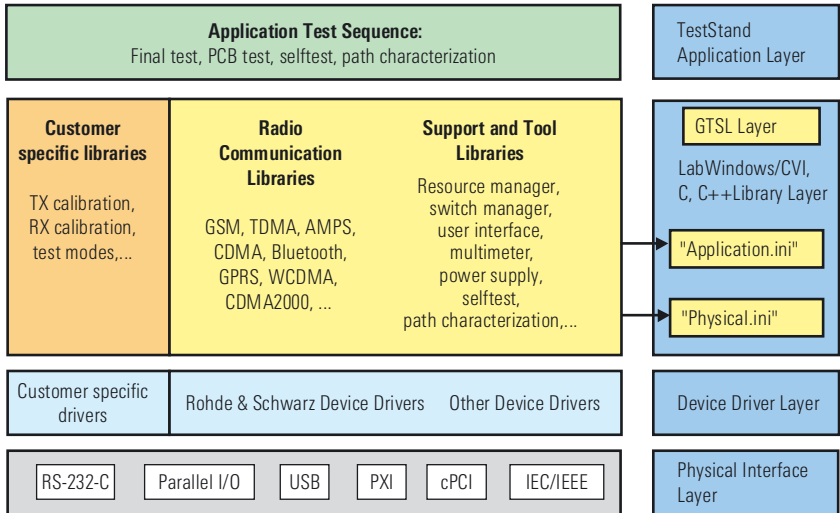 Application Test Sequence:
Final test, PCB test, selftest, path characterization
TestStand
Application Layer
Customer
specific libraries
TX calibration,
RX calibration,
test modes,...
Radio
Communication
Libraries
GSM, TDMA, AMPS,
CDMA, Bluetooth,
GPRS, WCDMA,
CDMA2000, ...
Support and Tool
Libraries
Resource manager,
switch manager,
user interface,
multimeter,
power supply,
selftest,
path characterization,...
GTSL Layer
LabWindows/CVI,
C, C++Library Layer
"Application.ini"
"Physical.ini"
Customer specific
drivers
Rohde & Schwarz Device Drivers
Other Device Drivers
Device Driver Layer
RS-232-C
Parallel I/O
USB
PXI
cPCI
IEC/IEEE
Physical Interface
Layer